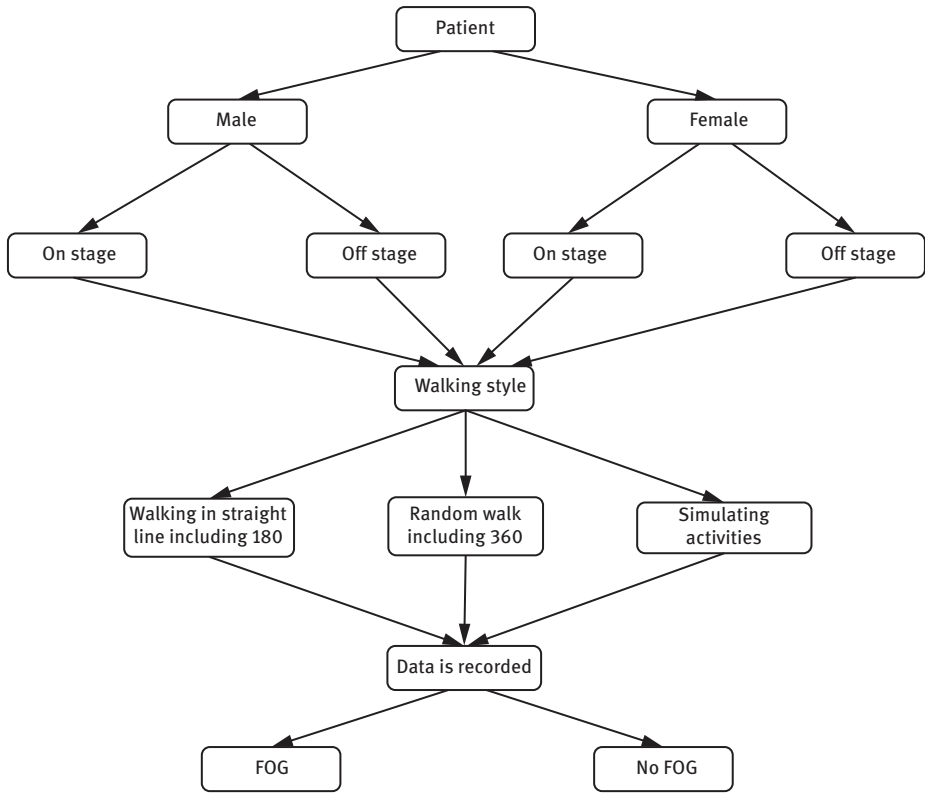 Patient
Male
Female
On stage
Off stage
On stage
Off stage
Walking style
Walking in straight
line including 180
Random walk
including 360
Simulating
activities
Data is recorded
FOG
No FOG